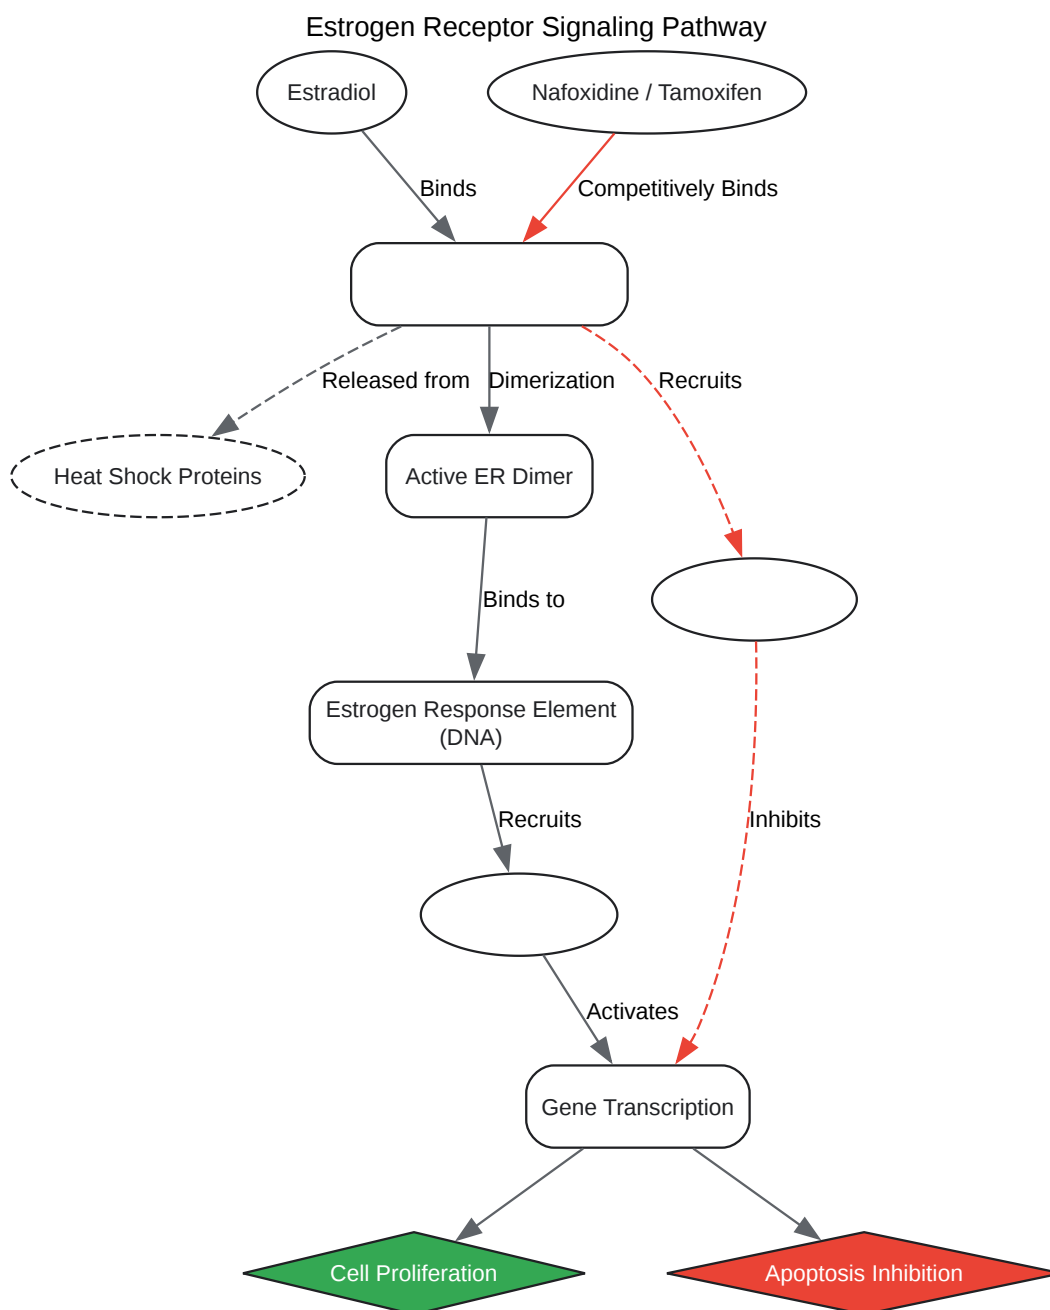 Estrogen Receptor Signaling Pathway
Estradiol
Nafoxidine / Tamoxifen
Binds
Competitively Binds
Released from
Dimerization
Recruits
Heat Shock Proteins
Active ER Dimer
Binds to
Estrogen Response Element
(DNA)
Recruits
Inhibits
Activates
Gene Transcription
Cell Proliferation
Apoptosis Inhibition